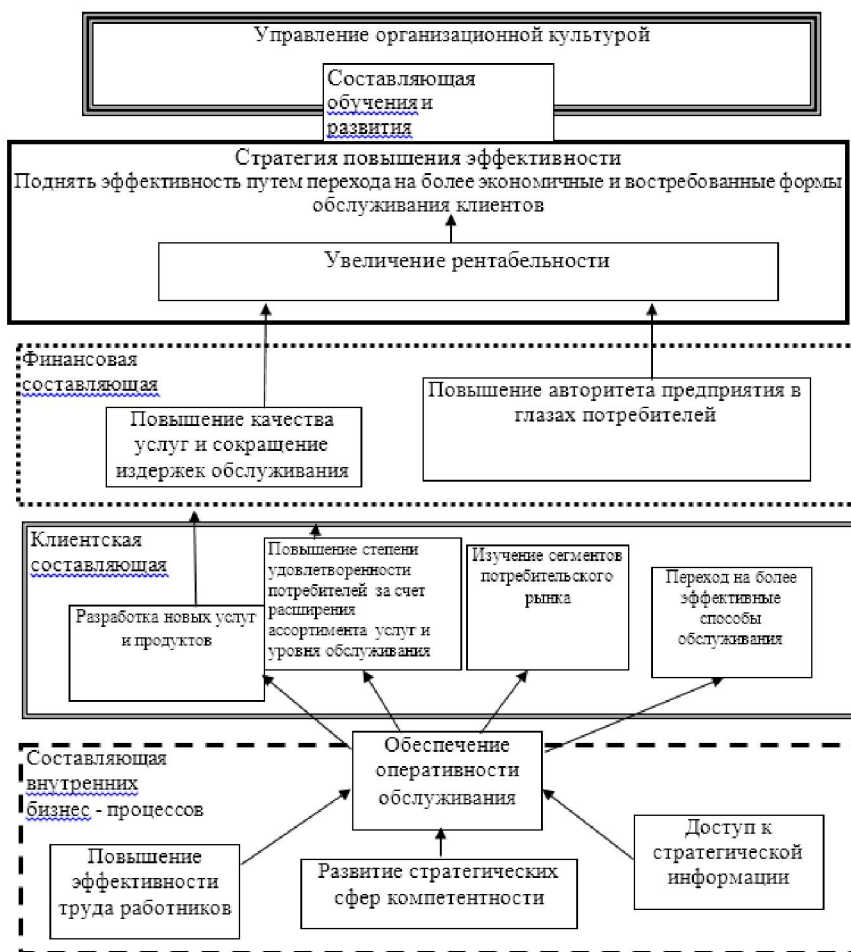 Управление организационной культурой
Составляющая
обучения и
развития
Стратегия повышения эффективности
Поднять эффективность путем перехода на более экономичные и востребованные формы
обслуживания клиентов
Увеличение рентабельности
Финансовая
составляющая
Повышение качества
услуг и сокращение
издержек обслуживания
Повышение авторитета предприятия в
глазах потребителей
Клиентская
составляющая
Разработка новых услуг
и продуктов
Повышение степени
удовлетворенности
потребителей за счет
расширения
ассортимента услуг и
уровня обслуживания
Изучение сегментов
потребительского
рынка
Переход на более
эффективные
способы
обслуживания
Составляющая
внутренних
бизнес - процессов
Обеспечение
оперативности
обслуживания
Повышение
эффективности
труда работников
Развитие стратегических
сфер компетентности
Доступ к
стратегической
информации